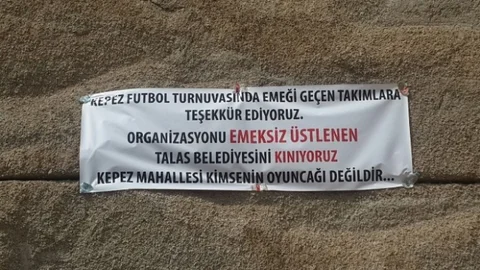 KEPEZ FUTBOL TURNUVASINDA EMEĞİ GEÇEN TAKIMLARA
TEŞEKKÜR EDİYORUZ.
ORGANİZASYONU EMEKSİZ ÜSTLENEN
TALAS BELEDİYESİNİ KINIYORUZ
KEPEZ MAHALLESİ KİMSENİN OYUNCAĞI DEĞİLDİR...